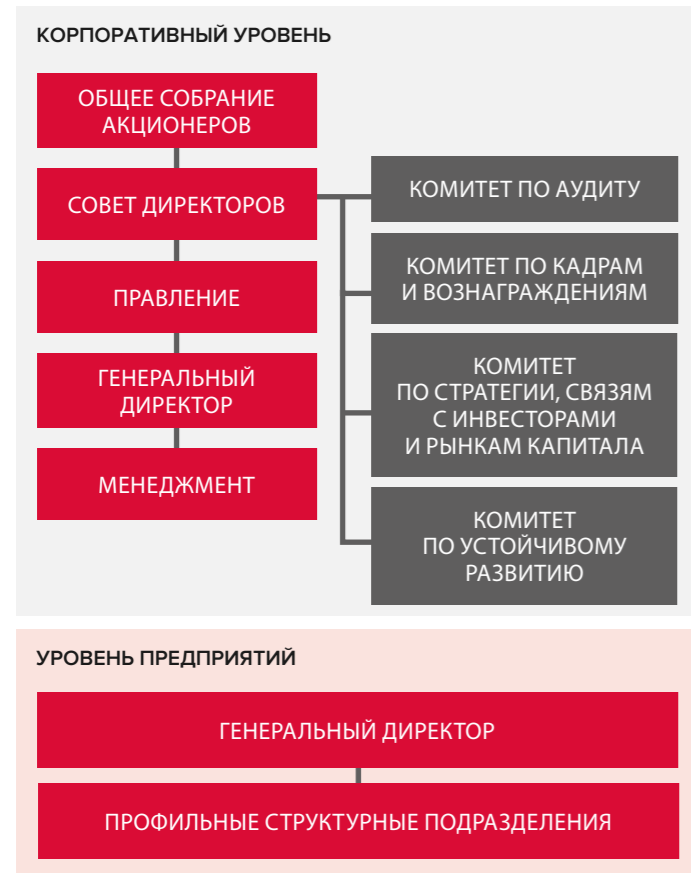 КОРПОРАТИВНЫЙ УРОВЕНЬ
ОБЩЕЕ СОБРАНИЕ
АКЦИОНЕРОВ
СОВЕТ ДИРЕКТОРОВ
ПРАВЛЕНИЕ
ГЕНЕРАЛЬНЫЙ
ДИРЕКТОР
МЕНЕДЖМЕНТ
КОМИТЕТ ПО АУДИТУ
КОМИТЕТ ПО КАДРАМ
И ВОЗНАГРАЖДЕНИЯМ
КОМИТЕТ
ПО СТРАТЕГИИ, СВЯЗЯМ
С ИНВЕСТОРАМИ
И РЫНКАМ КАПИТАЛА
КОМИТЕТ
ПО УСТОЙЧИВОМУ
РАЗВИТИЮ
УРОВЕНЬ ПРЕДПРИЯТИЙ
ГЕНЕРАЛЬНЫЙ ДИРЕКТОР
ПРОФИЛЬНЫЕ СТРУКТУРНЫЕ ПОДРАЗДЕЛЕНИЯ